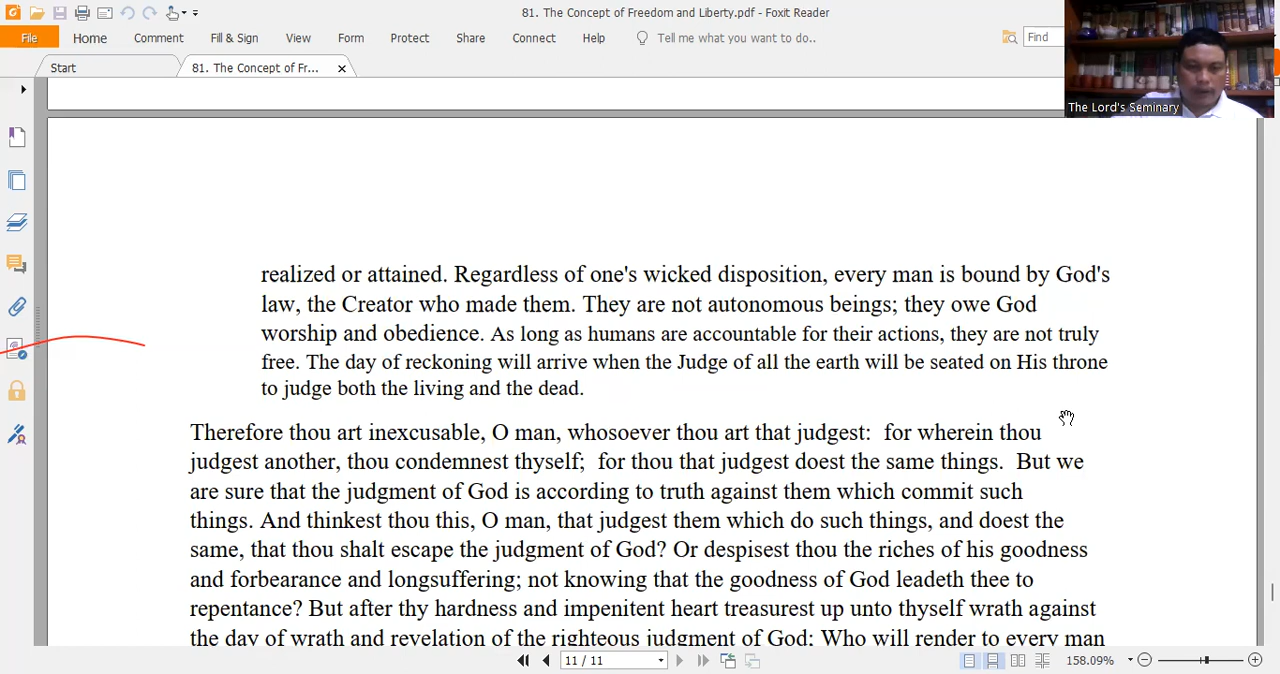 81. The Concept of Freedom and Liberty.pdf - Foxit Reader
File Home Comment Fill & Sign View Form Protect Share Connect Help Tell me what you want to do.. Find
Start 81. The Concept of Fr...
The Lord's Seminary
realized or attained. Regardless of one's wicked disposition, every man is bound by God's
law, the Creator who made them. They are not autonomous beings; they owe God
worship and obedience. As long as humans are accountable for their actions, they are not truly
free. The day of reckoning will arrive when the Judge of all the earth will be seated on His throne
to judge both the living and the dead.
Therefore thou art inexcusable, O man, whosoever thou art that judgest: for wherein thou
judgest another, thou condemnest thyself; for thou that judgest doest the same things. But we
are sure that the judgment of God is according to truth against them which commit such
things. And thinkest thou this, O man, that judgest them which do such things, and doest the
same, that thou shalt escape the judgment of God? Or despisest thou the riches of his goodness
and forbearance and longsuffering; not knowing that the goodness of God leadeth thee to
repentance? But after thy hardness and impenitent heart treasurest up unto thyself wrath against
the day of wrath and revelation of the righteous judgment of God; Who will render to every man
11 / 11 158.09%